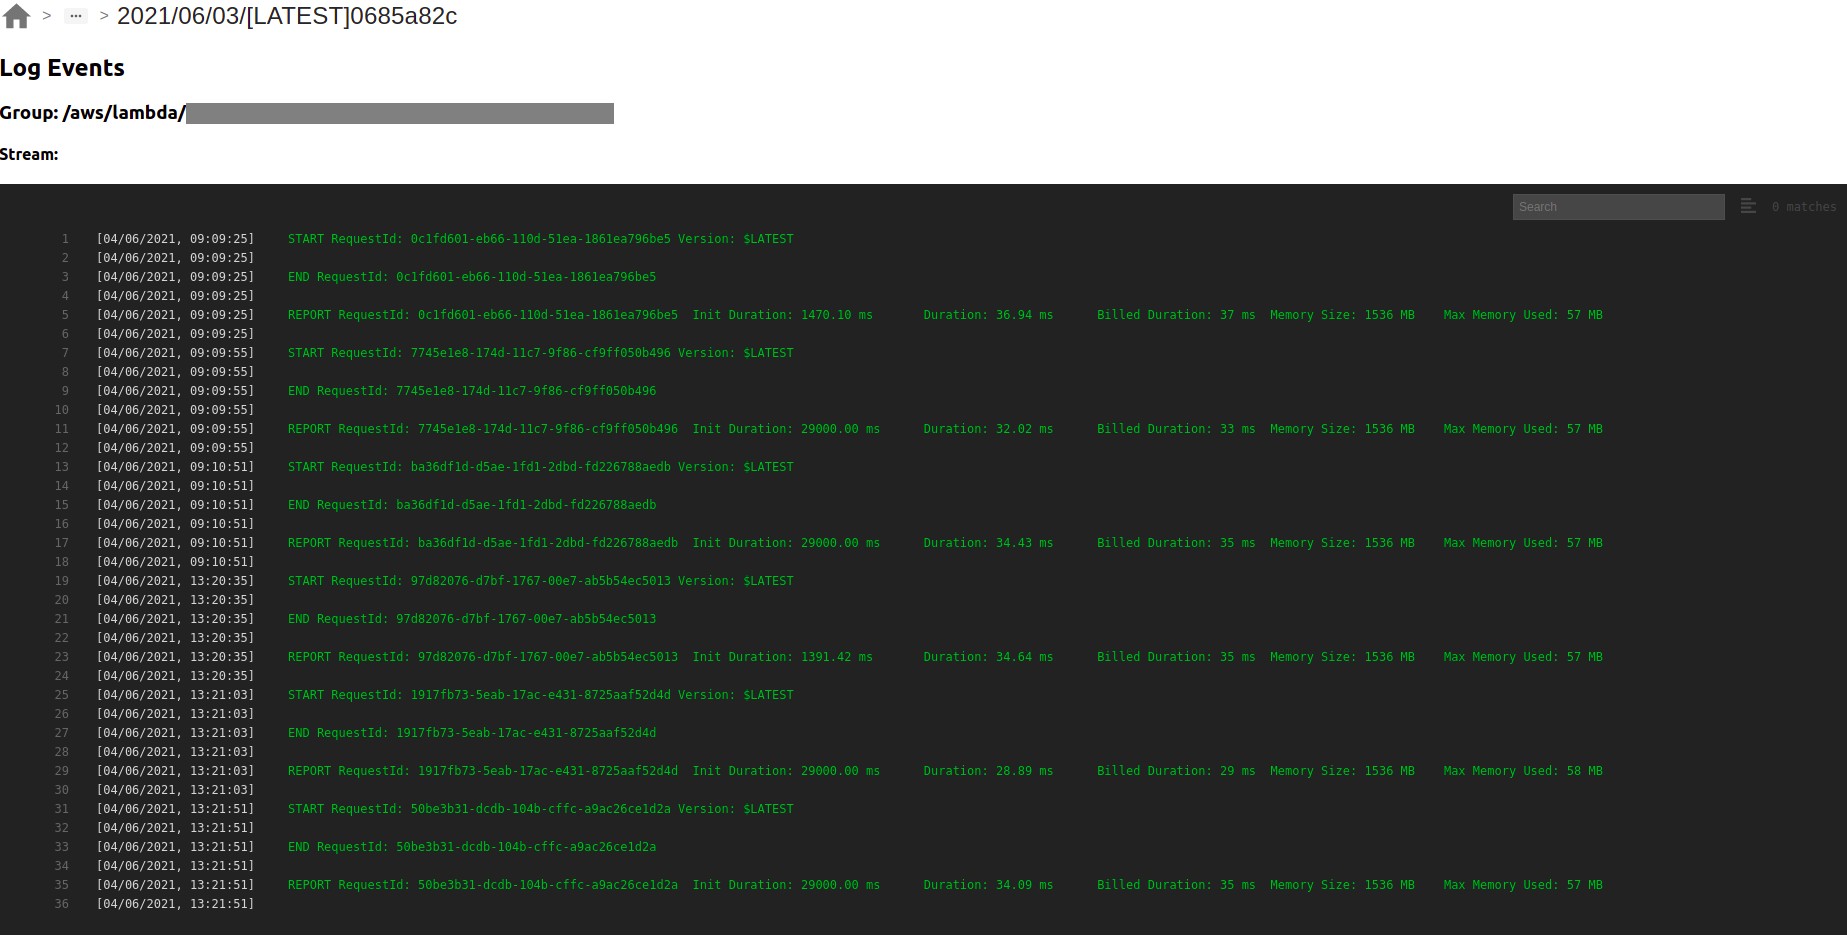 > ··· > 2021/06/03/[LATEST]0685a82c
Log Events
Group: /aws/lambda/
Stream:
Search 0 matches
1 [04/06/2021, 09:09:25] START RequestId: 0c1fd601-eb66-110d-51ea-1861ea796be5 Version: $LATEST
2 [04/06/2021, 09:09:25]
3 [04/06/2021, 09:09:25] END RequestId: 0c1fd601-eb66-110d-51ea-1861ea796be5
4 [04/06/2021, 09:09:25]
5 [04/06/2021, 09:09:25] REPORT RequestId: 0c1fd601-eb66-110d-51ea-1861ea796be5 Init Duration: 1470.10 ms Duration: 36.94 ms Billed Duration: 37 ms Memory Size: 1536 MB Max Memory Used: 57 MB
6 [04/06/2021, 09:09:25]
7 [04/06/2021, 09:09:55] START RequestId: 7745e1e8-174d-11c7-9f86-cf9ff050b496 Version: $LATEST
8 [04/06/2021, 09:09:55]
9 [04/06/2021, 09:09:55] END RequestId: 7745e1e8-174d-11c7-9f86-cf9ff050b496
10 [04/06/2021, 09:09:55]
11 [04/06/2021, 09:09:55] REPORT RequestId: 7745e1e8-174d-11c7-9f86-cf9ff050b496 Init Duration: 29000.00 ms Duration: 32.02 ms Billed Duration: 33 ms Memory Size: 1536 MB Max Memory Used: 57 MB
12 [04/06/2021, 09:09:55]
13 [04/06/2021, 09:10:51] START RequestId: ba36df1d-d5ae-1fd1-2dbd-fd226788aedb Version: $LATEST
14 [04/06/2021, 09:10:51]
15 [04/06/2021, 09:10:51] END RequestId: ba36df1d-d5ae-1fd1-2dbd-fd226788aedb
16 [04/06/2021, 09:10:51]
17 [04/06/2021, 09:10:51] REPORT RequestId: ba36df1d-d5ae-1fd1-2dbd-fd226788aedb Init Duration: 29000.00 ms Duration: 34.43 ms Billed Duration: 35 ms Memory Size: 1536 MB Max Memory Used: 57 MB
18 [04/06/2021, 09:10:51]
19 [04/06/2021, 13:20:35] START RequestId: 97d82076-d7bf-1767-00e7-ab5b54ec5013 Version: $LATEST
20 [04/06/2021, 13:20:35]
21 [04/06/2021, 13:20:35] END RequestId: 97d82076-d7bf-1767-00e7-ab5b54ec5013
22 [04/06/2021, 13:20:35]
23 [04/06/2021, 13:20:35] REPORT RequestId: 97d82076-d7bf-1767-00e7-ab5b54ec5013 Init Duration: 1391.42 ms Duration: 34.64 ms Billed Duration: 35 ms Memory Size: 1536 MB Max Memory Used: 57 MB
24 [04/06/2021, 13:20:35]
25 [04/06/2021, 13:21:03] START RequestId: 1917fb73-5eab-17ac-e431-8725aaf52d4d Version: $LATEST
26 [04/06/2021, 13:21:03]
27 [04/06/2021, 13:21:03] END RequestId: 1917fb73-5eab-17ac-e431-8725aaf52d4d
28 [04/06/2021, 13:21:03]
29 [04/06/2021, 13:21:03] REPORT RequestId: 1917fb73-5eab-17ac-e431-8725aaf52d4d Init Duration: 29000.00 ms Duration: 28.89 ms Billed Duration: 29 ms Memory Size: 1536 MB Max Memory Used: 58 MB
30 [04/06/2021, 13:21:03]
31 [04/06/2021, 13:21:51] START RequestId: 50be3b31-dcdb-104b-cffc-a9ac26ce1d2a Version: $LATEST
32 [04/06/2021, 13:21:51]
33 [04/06/2021, 13:21:51] END RequestId: 50be3b31-dcdb-104b-cffc-a9ac26ce1d2a
34 [04/06/2021, 13:21:51]
35 [04/06/2021, 13:21:51] REPORT RequestId: 50be3b31-dcdb-104b-cffc-a9ac26ce1d2a Init Duration: 29000.00 ms Duration: 34.09 ms Billed Duration: 35 ms Memory Size: 1536 MB Max Memory Used: 57 MB
36 [04/06/2021, 13:21:51]